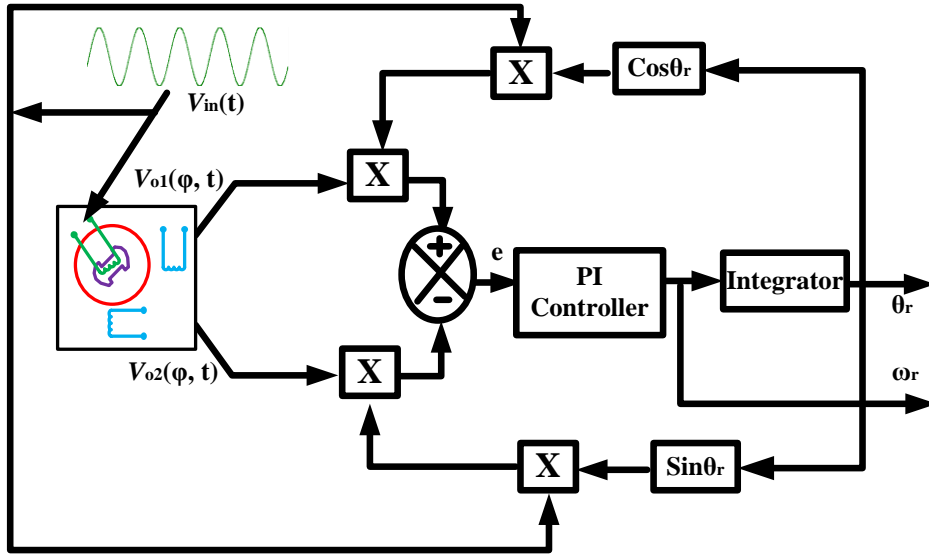 X
Cosθr
Vin(t)
X
Vo1(φ, t)
+
e
PI
Controller
Integrator
-
θr
Vo2(φ, t)
X
ωr
X
Sinθr